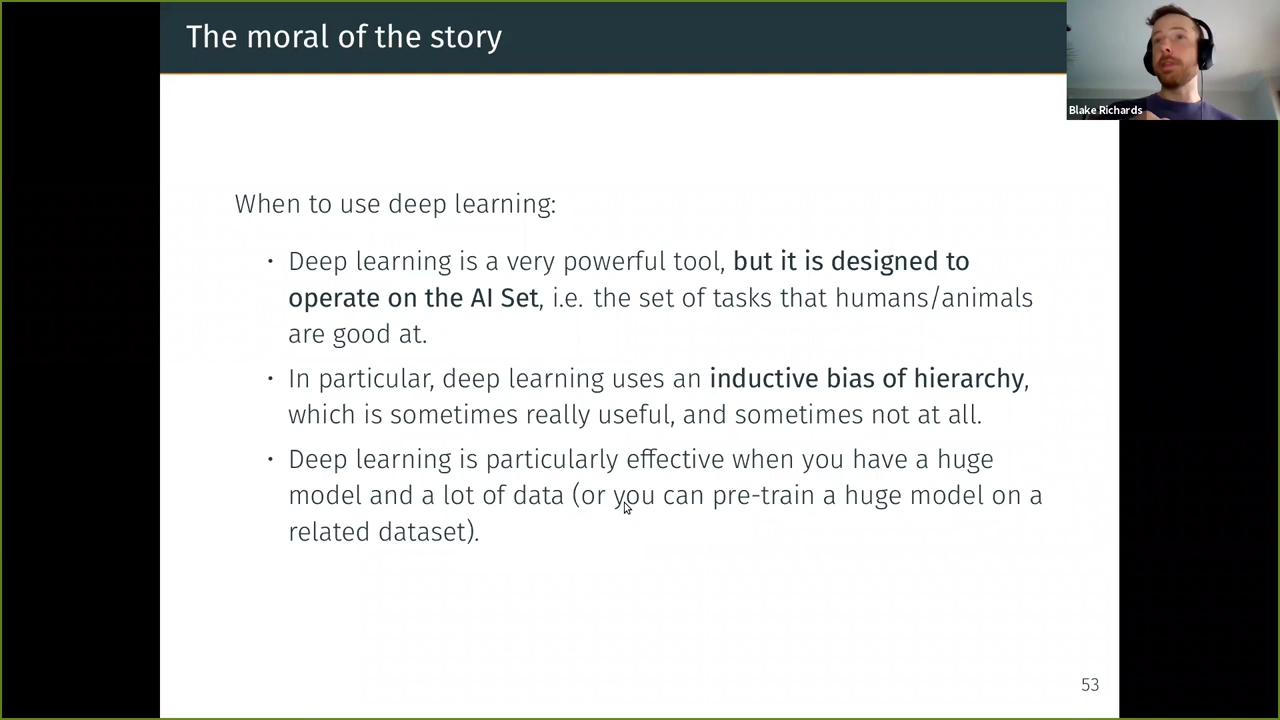 The moral of the story
Blake Richards
When to use deep learning:
• Deep learning is a very powerful tool, but it is designed to
operate on the AI Set, i.e. the set of tasks that humans/animals
are good at.
• In particular, deep learning uses an inductive bias of hierarchy,
which is sometimes really useful, and sometimes not at all.
• Deep learning is particularly effective when you have a huge
model and a lot of data (or you can pre-train a huge model on a
related dataset).
53